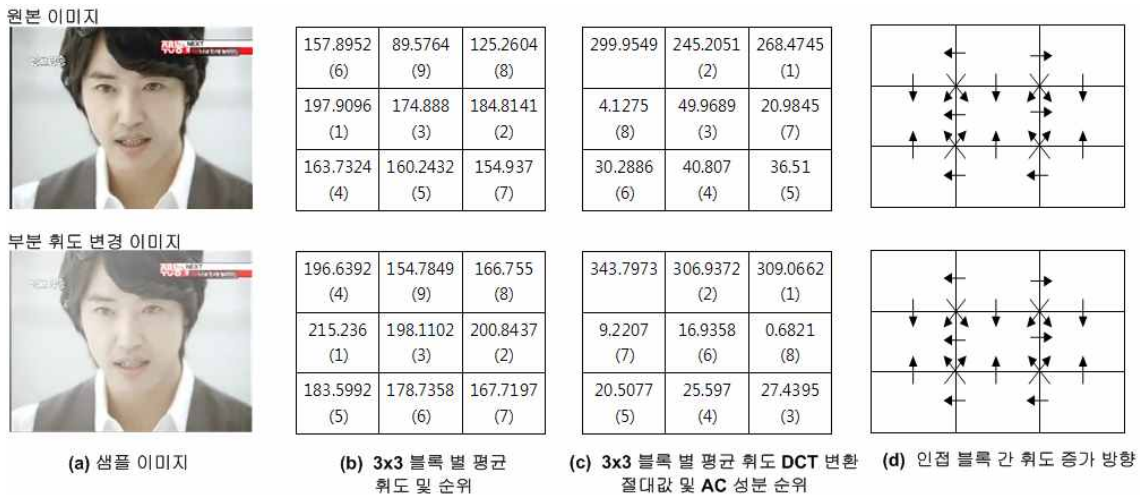 원본 이미지
NEXT
157.8952 89.5764 125.2604
(6) (9) (8)
197.9096 174.888 184.8141
(1) (3) (2)
163.7324 160.2432 154.937
(4) (5) (7)
299.9549 245.2051 268.4745
(2) (1)
4.1275 49.9689 20.9845
(8) (3) (7)
30.2886 40.807 36.51
(6) (4) (5)
부분 휘도 변경 이미지
NEXT
196.6392 154.7849 166.755
(4) (9) (8)
215.236 198.1102 200.8437
(1) (3) (2)
183.5992 178.7358 167.7197
(5) (6) (7)
343.7973 306.9372 309.0662
(2) (1)
9.2207 16.9358 0.6821
(7) (6) (8)
20.5077 25.597 27.4395
(5) (4) (3)
(a) 샘플 이미지
(b) 3x3 블록 별 평균
휘도 및 순위
(c) 3x3 블록 별 평균 휘도 DCT 변환
절대값 및 AC 성분 순위
(d) 인접 블록 간 휘도 증가 방향